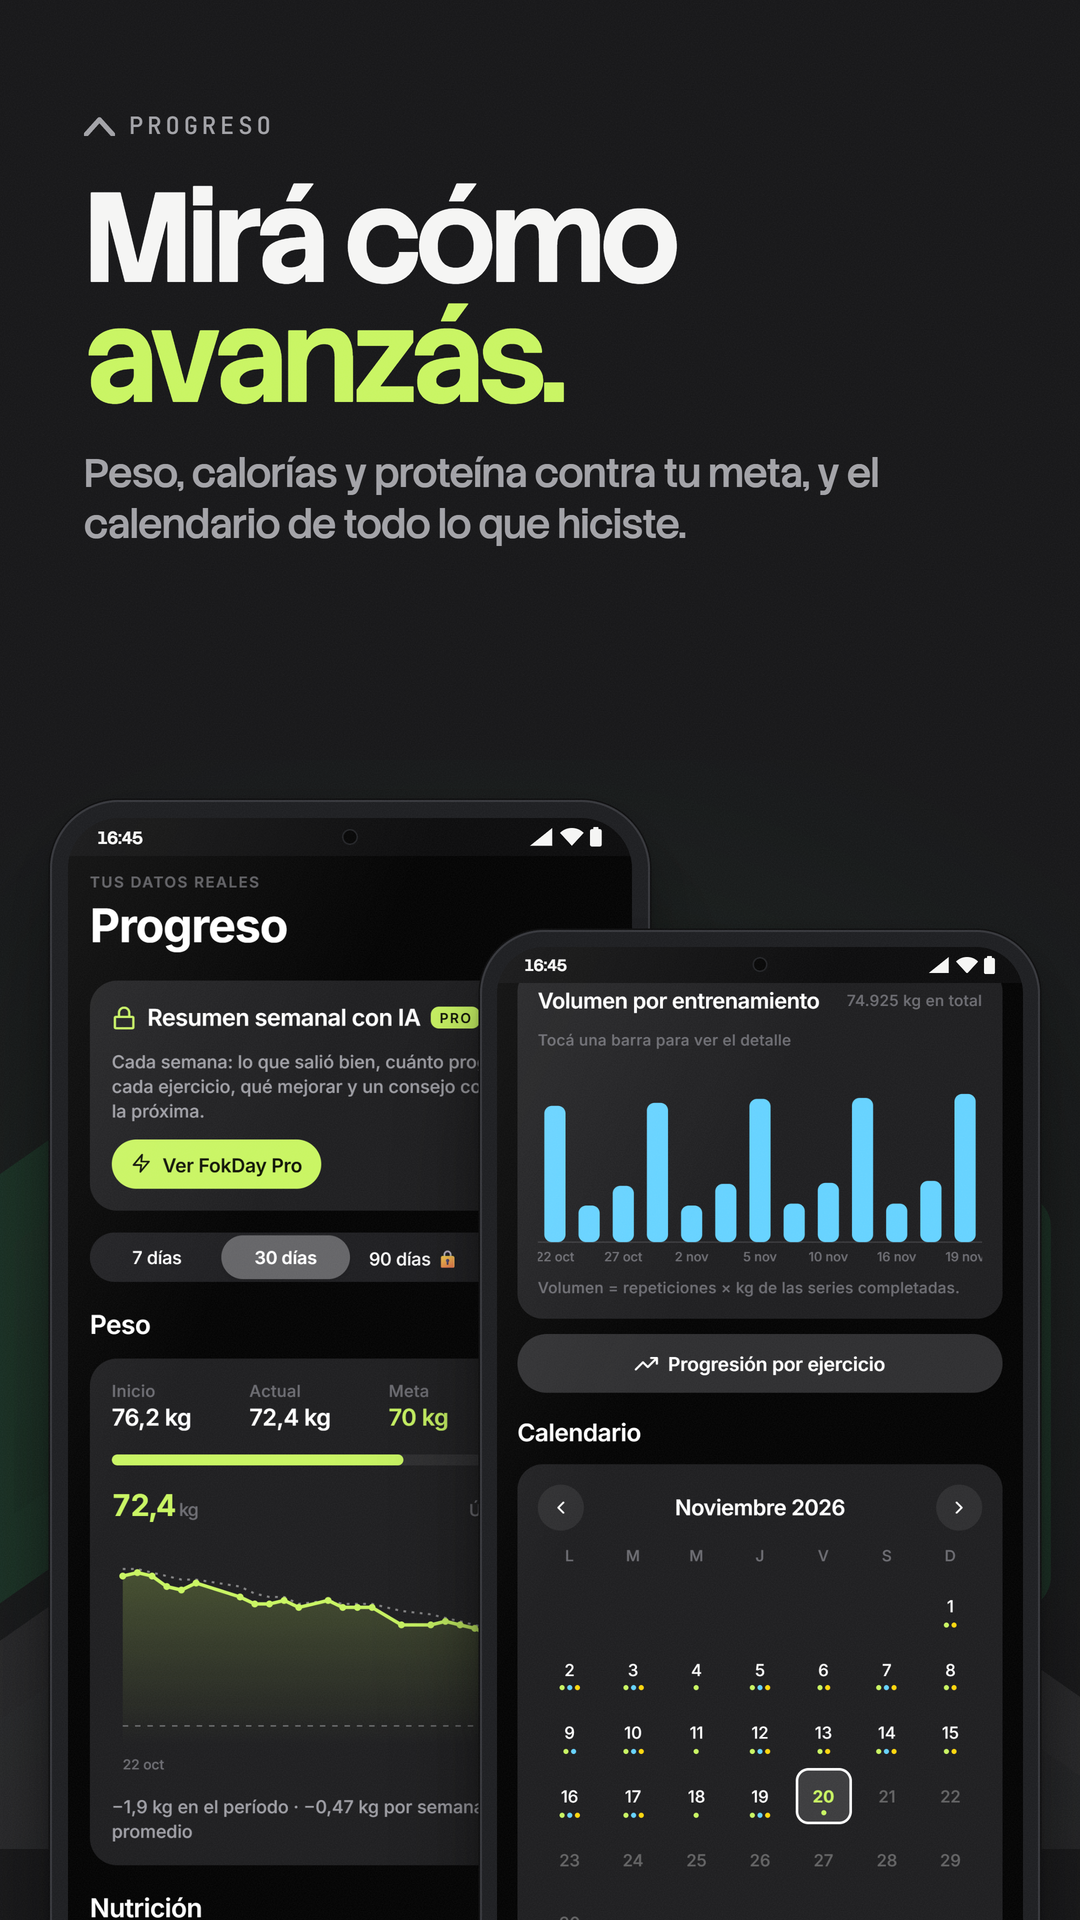 PROGRESO
Mirá cómo
avanzás.
Peso, calorías y proteína contra tu meta, y el
calendario de todo lo que hiciste.
16:45
TUS DATOS REALES
Progreso
Resumen semanal con IA PRO
Cada semana: lo que salió bien, cuánto
cada ejercicio, qué mejorar y un consejo
la próxima.
Ver FokDay Pro
7 días 30 días 90 días
Peso
Inicio Actual Meta
76,2 kg 72,4 kg 70 kg
72,4 kg
22 oct
−1,9 kg en el período · −0,47 kg por semana
promedio
Nutrición
16:45
Volumen por entrenamiento 74.925 kg en total
Tocá una barra para ver el detalle
22 oct 27 oct 2 nov 5 nov 10 nov 16 nov 19 nov
Volumen = repeticiones × kg de las series completadas.
Progresión por ejercicio
Calendario
Noviembre 2026
L M M J V S D
1
2 3 4 5 6 7 8
9 10 11 12 13 14 15
16 17 18 19 20 21 22
23 24 25 26 27 28 29